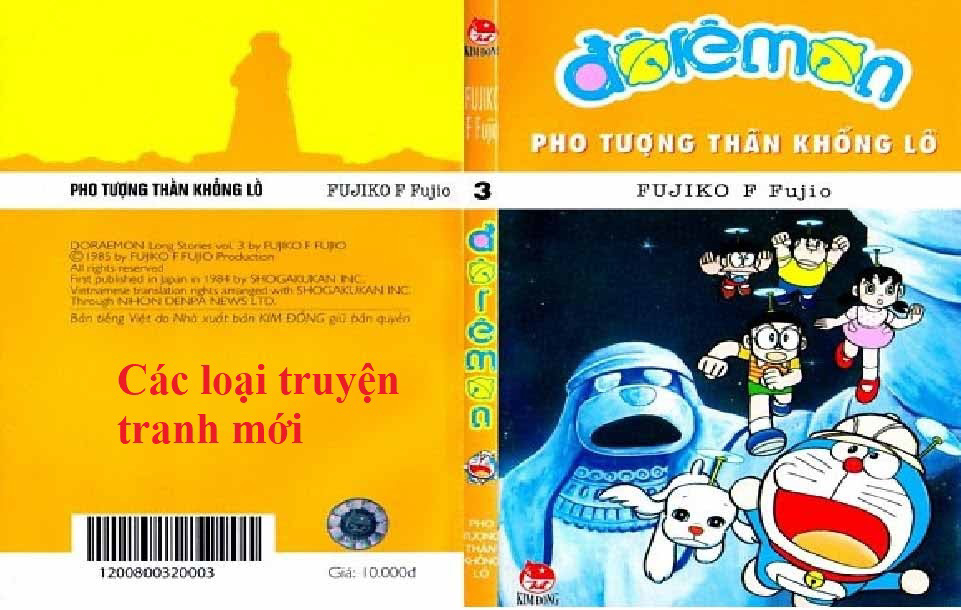 PHO TƯỢNG THẦN KHỔNG LỒ
FUJIKO F Fujio
DORAEMON Long Stories vol. 3 by FUJIKO F FUJIO
© 1985 by FUJIKO F FUJIO Production
All rights reserved
First published in Japan in 1984 by SHOGAKUKAN INC.
Vietnamese translation rights arranged with SHOGAKUKAN INC.
Through NIHON DENPA NEWS LTD.
Bản tiếng Việt do Nhà xuất bản KIM ĐỒNG giữ bản quyền
Các loại truyện
tranh mới
1200800320003
Giá: 10.000đ
KIM ĐỒNG
FUJIKO
F Fujio
3
đôrêmon
PHO
TƯỢNG
THẦN
KHỔNG
LỒ
đôrêmon
PHO TƯỢNG THẦN KHỔNG LỒ
FUJIKO F Fujio
KIM ĐỒNG